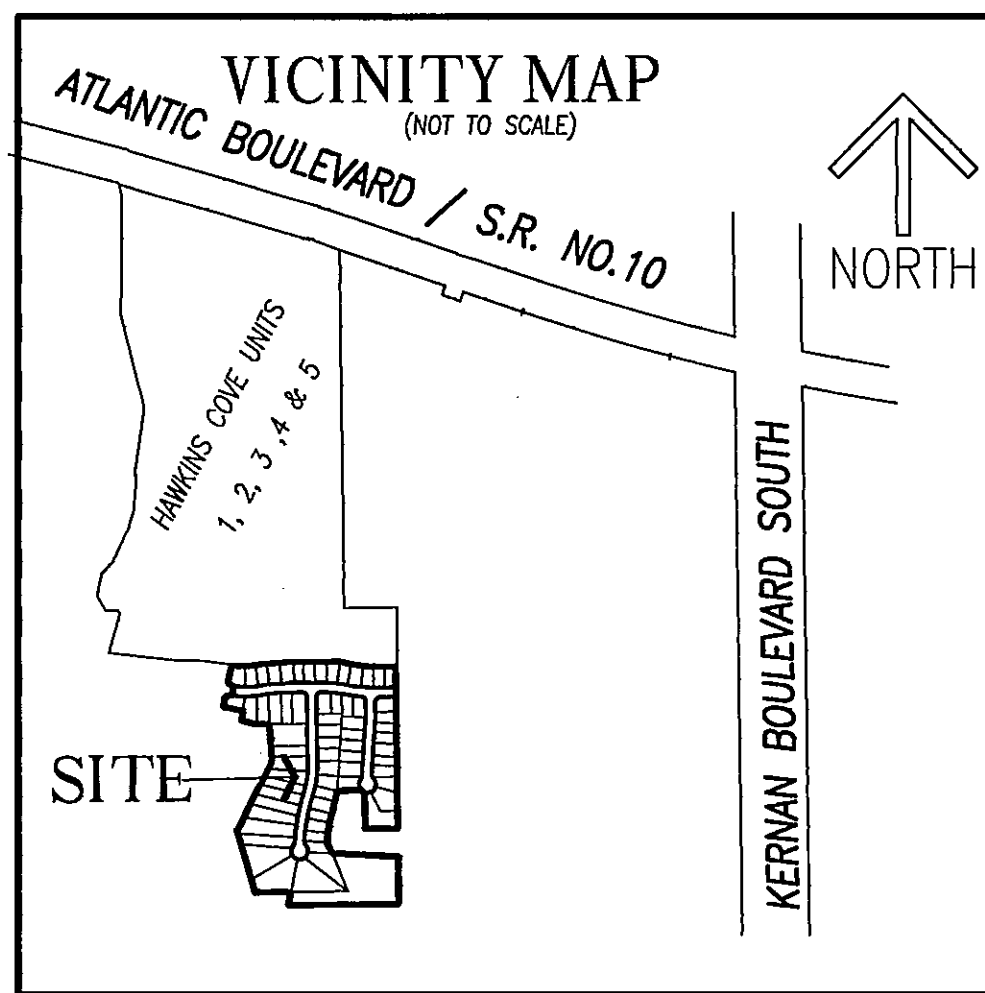 VICINITY MAP
(NOT TO SCALE)
ATLANTIC BOULEVARD / S.R. NO.10
NORTH
HAWKINS COVE UNITS
1, 2, 3 ,4 & 5
KERNAN BOULEVARD SOUTH
SITE